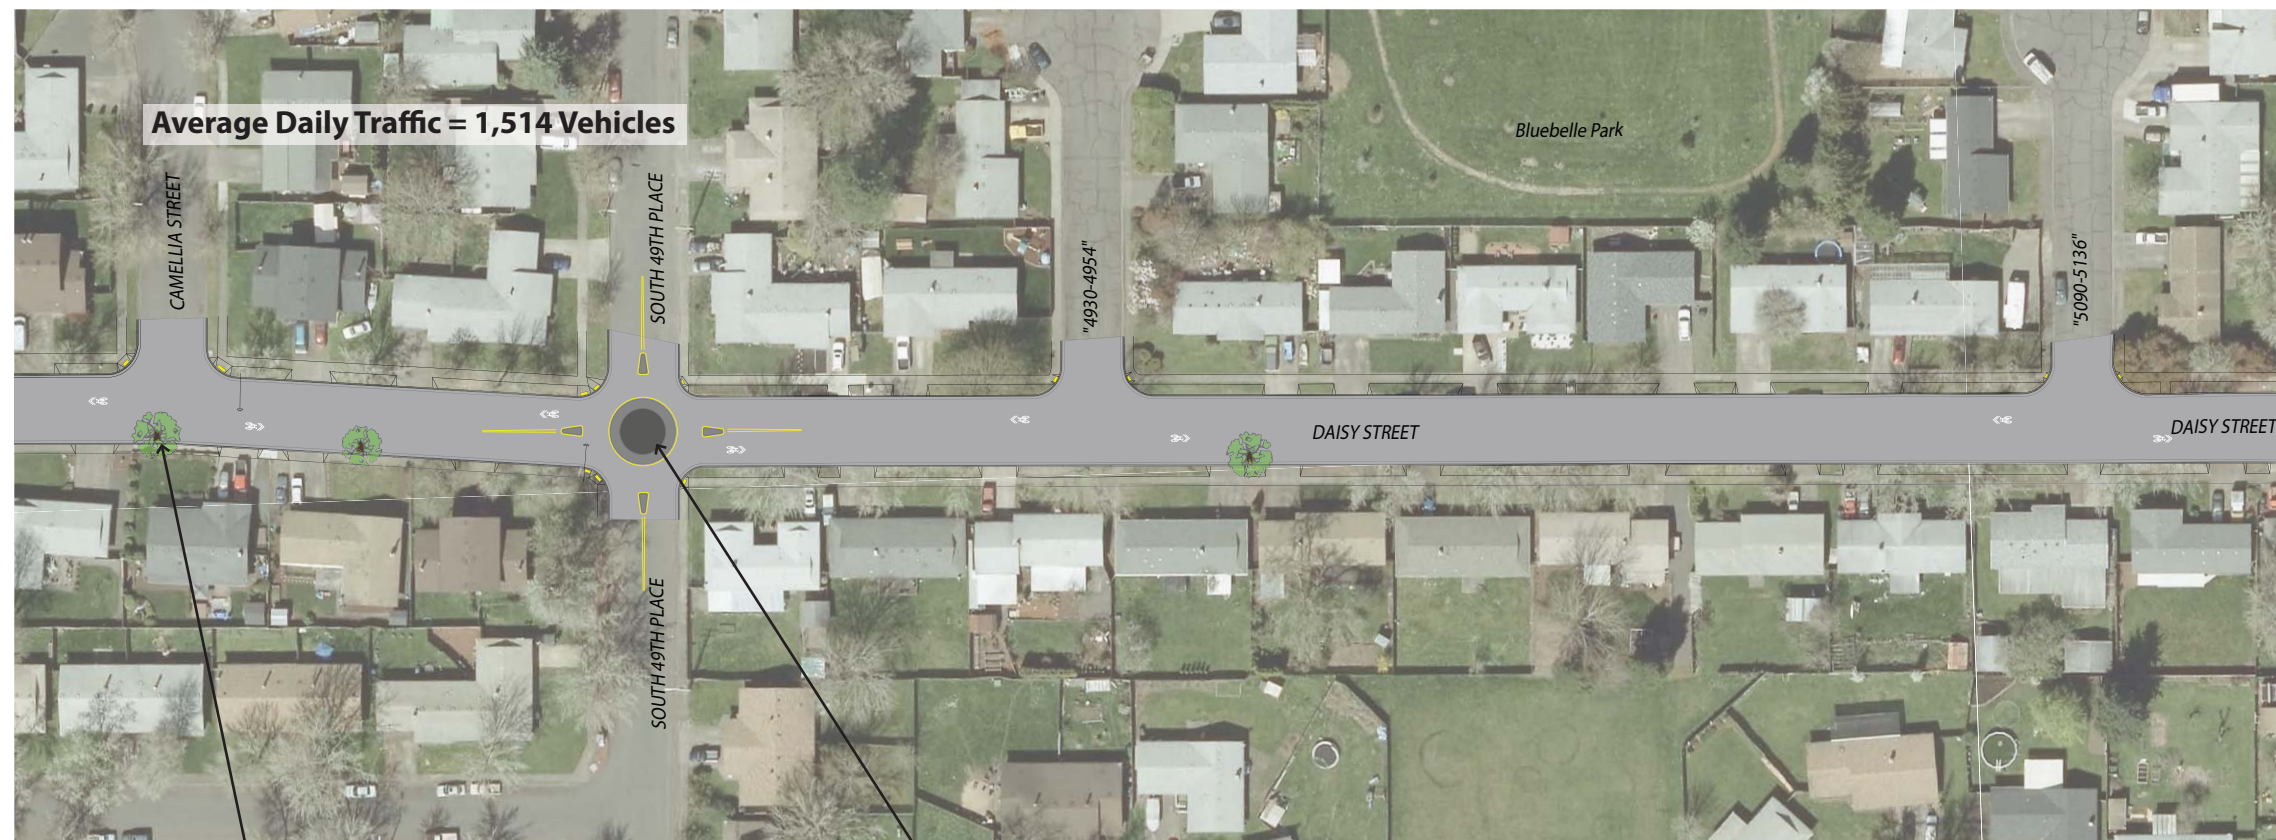 Average Daily Traffic = 1,514 Vehicles
Bluebelle Park
CAMELLIA STREET
SOUTH 49TH PLACE
"4930-4954"
"5090-5136"
DAISY STREET
DAISY STREET
SOUTH 49TH PLACE